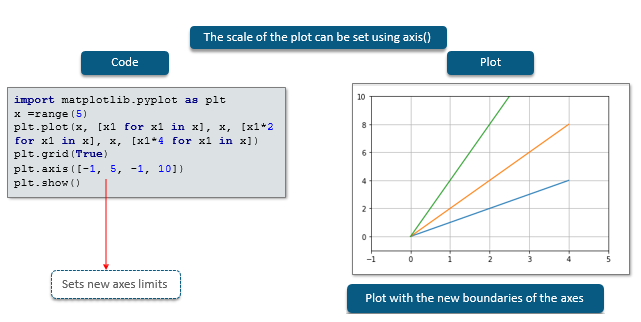 The scale of the plot can be set using axis()
Code
Plot
import matplotlib.pyplot as plt
x =range(5)
plt.plot(x, [x1 for x1 in x], x, [x1*2
for x1 in x], x, [x1*4 for x1 in x])
plt.grid(True)
plt.axis([-1, 5, -1, 10])
plt.show()
Sets new axes limits
10
8
6
4
2
0
−1 0 1 2 3 4 5
Plot with the new boundaries of the axes